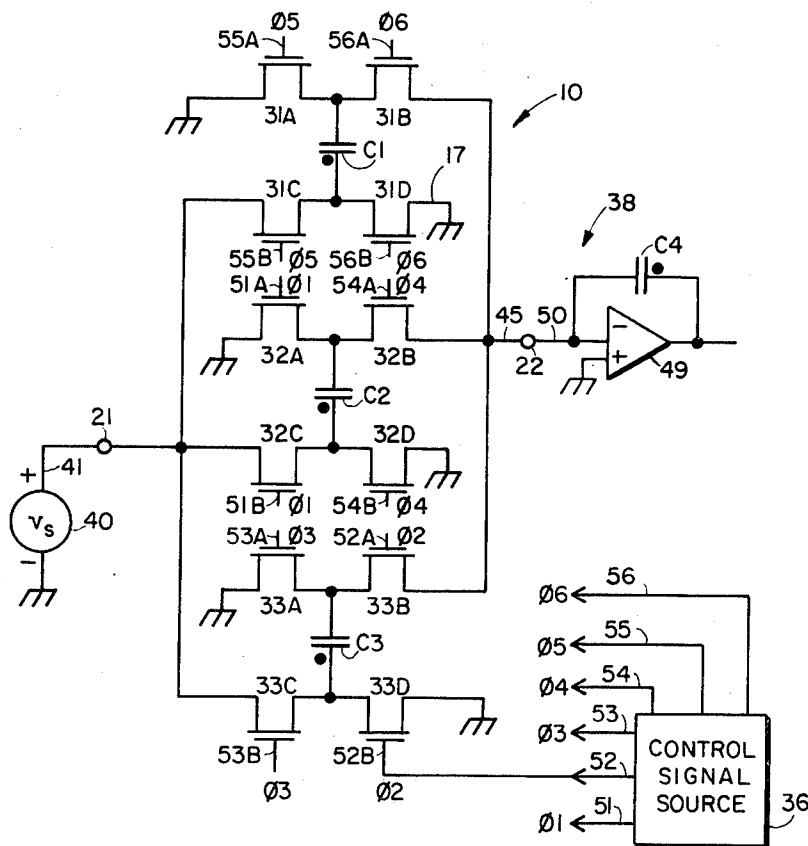 Ø5 Ø6
55A 56A
31A 31B 10
C1
31C 31D 17
55B Ø5 56B Ø6
38
C4
51A Ø1 54A Ø4
45 50
32A 32B 22 49
- +
C2
21
32C 32D
41
51B Ø1 54B Ø4
+ vs - 40
53A Ø3 52A Ø2
33A 33B
Ø6 56
C3
Ø5 55
33C 33D
Ø4 54
Ø3 53
53B 52B
52
Ø3 Ø2
CONTROL
SIGNAL
SOURCE
36
Ø1 51